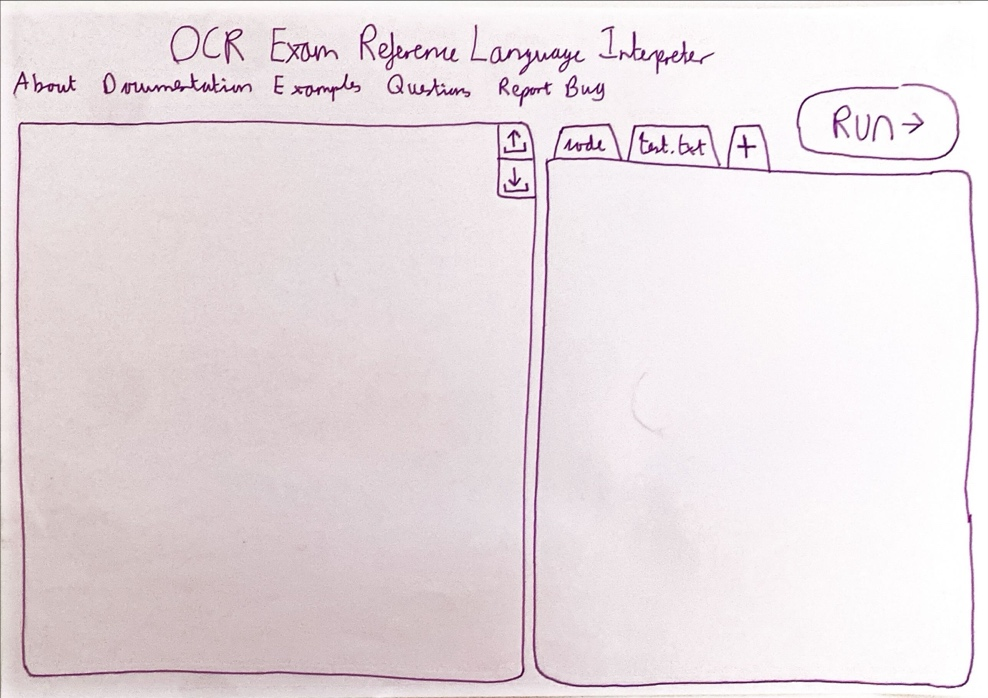 OCR Exam Reference Language Interpreter
About Documentation Examples Questions Report Bug
code test.txt + RUN→